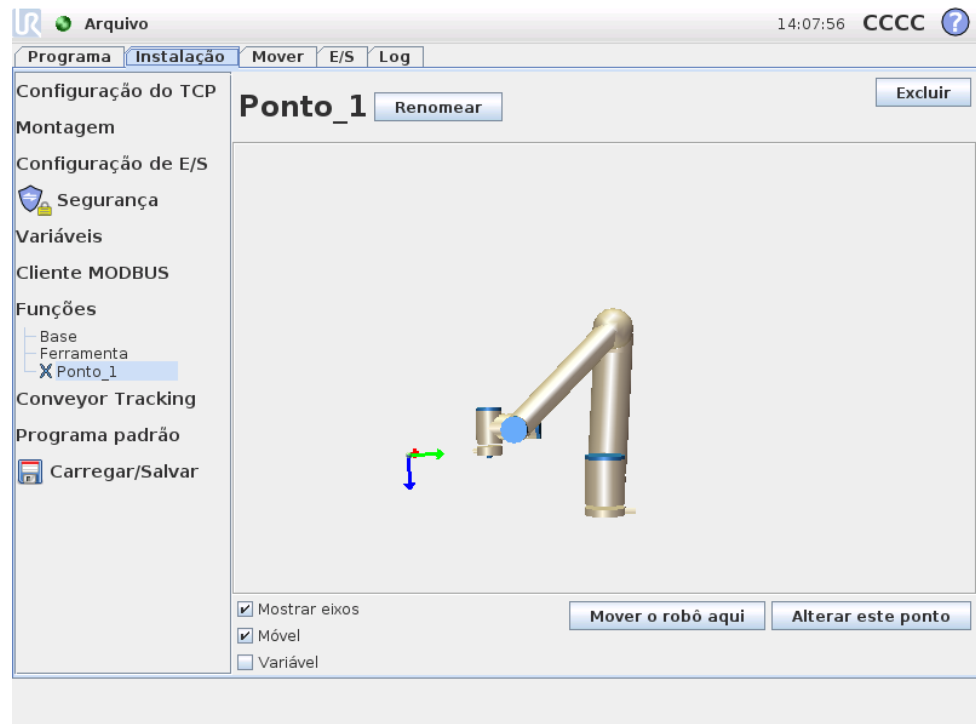 UR Arquivo 14:07:56 CCCC ?
Programa Instalação Mover E/S Log
Configuração do TCP
Montagem
Configuração de E/S
Segurança
Variáveis
Cliente MODBUS
Funções
Base
Ferramenta
Ponto_1
Conveyor Tracking
Programa padrão
Carregar/Salvar
Ponto_1 Renomear Excluir
Mostrar eixos
Móvel
Variável
Mover o robô aqui Alterar este ponto